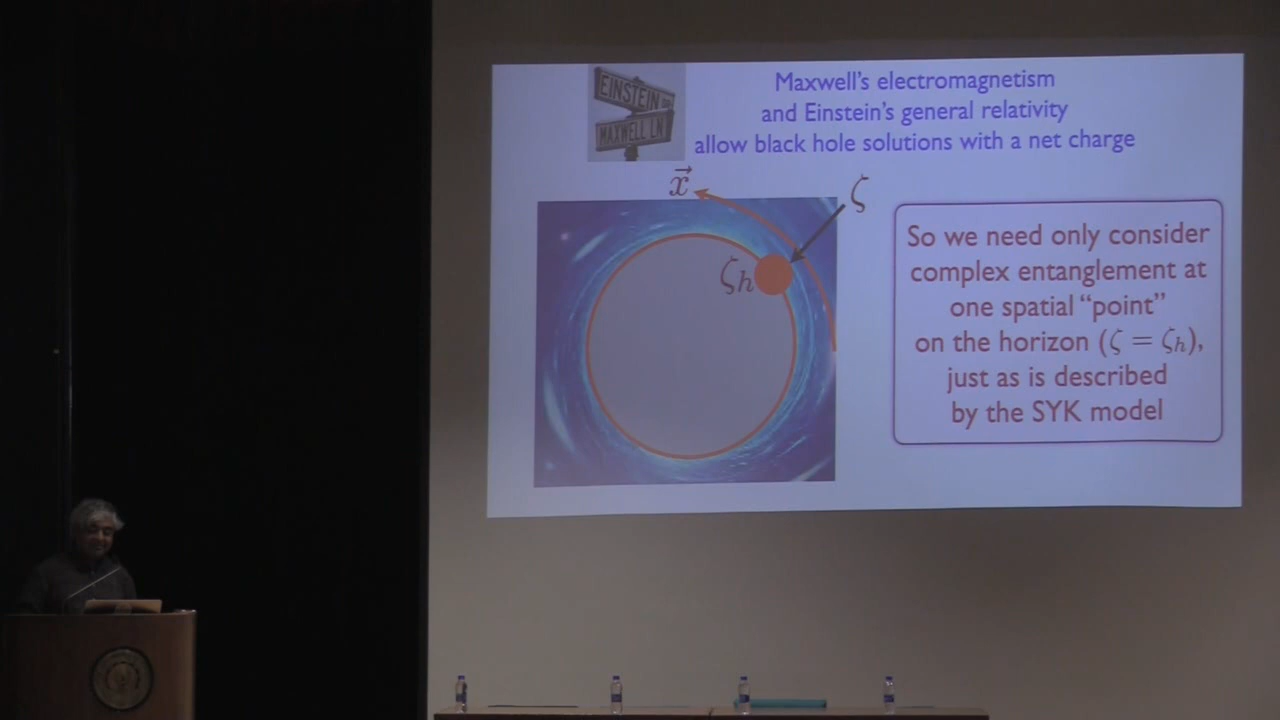 EINSTEIN
MAXWELL LN
Maxwell's electromagnetism
and Einstein's general relativity
allow black hole solutions with a net charge
$\vec{x}$
ζ
ζₕ
So we need only consider
complex entanglement at
one spatial “point”
on the horizon (ζ = ζₕ),
just as is described
by the SYK model